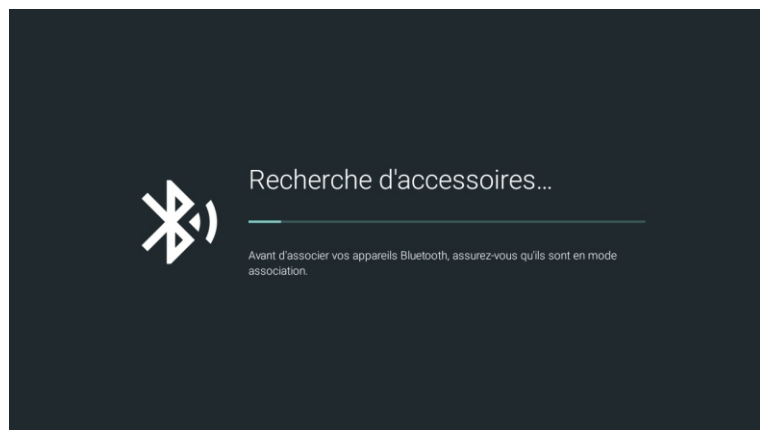 Recherche d'accessoires...
Avant d'associer vos appareils Bluetooth, assurez-vous qu'ils sont en mode
association.